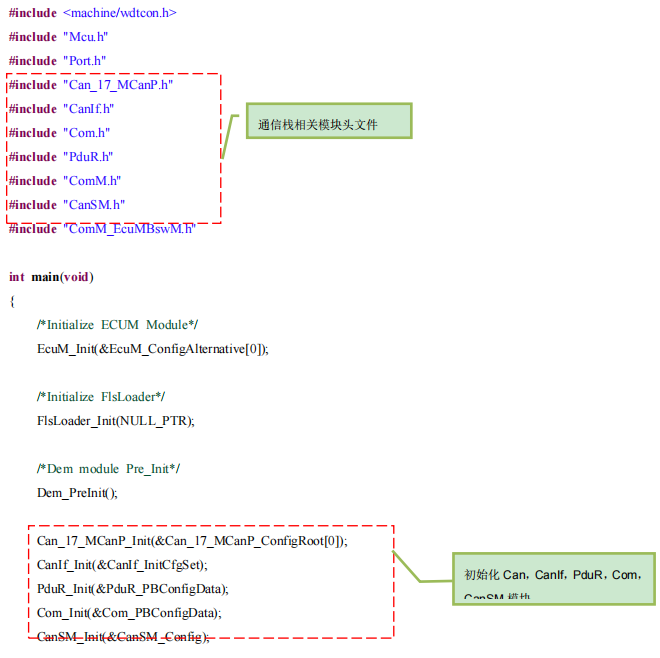 #include <machine/wdtcon.h>
#include "Mcu.h"
#include "Port.h"
#include "Can_17_MCanP.h"
#include "CanIf.h"
通信栈相关模块头文件
#include "Com.h"
#include "PduR.h"
#include "ComM.h"
#include "CanSM.h"
#include "ComM_EcuMBswM.h"
int main(void)
{
/*Initialize ECUM Module*/
EcuM_Init(&EcuM_ConfigAlternative[0]);
/*Initialize FlsLoader*/
FlsLoader_Init(NULL_PTR);
/*Dem module Pre_Init*/
Dem_PreInit();
Can_17_MCanP_Init(&Can_17_MCanP_ConfigRoot[0]);
CanIf_Init(&CanIf_InitCfgSet);
PduR_Init(&PduR_PBConfigData);
Com_Init(&Com_PBConfigData);
CanSM_Init(&CanSM_Config);
初始化 Can, CanIf, PduR, Com,
CanSM 模块